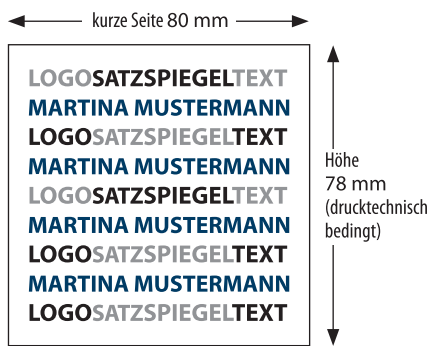 kurze Seite 80 mm
LOGOSATZSPIEGELTEXT
MARTINA MUSTERMANN
LOGOSATZSPIEGELTEXT
MARTINA MUSTERMANN
LOGOSATZSPIEGELTEXT
MARTINA MUSTERMANN
LOGOSATZSPIEGELTEXT
MARTINA MUSTERMANN
LOGOSATZSPIEGELTEXT
Höhe
78 mm
(drucktechnisch
bedingt)